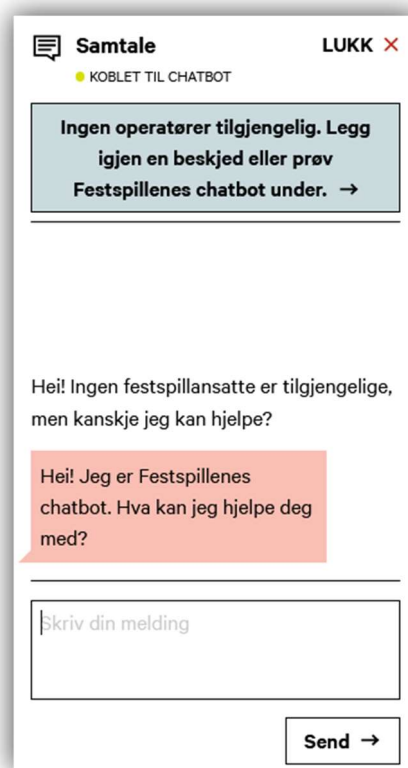 Samtale
LUKK ×
KOBLET TIL CHATBOT
Ingen operatører tilgjengelig. Legg
igjen en beskjed eller prøv
Festspillenes chatbot under. →
Hei! Ingen festspillansatte er tilgjengelige,
men kanskje jeg kan hjelpe?
Hei! Jeg er Festspillenes
chatbot. Hva kan jeg hjelpe deg
med?
Skriv din melding
Send →